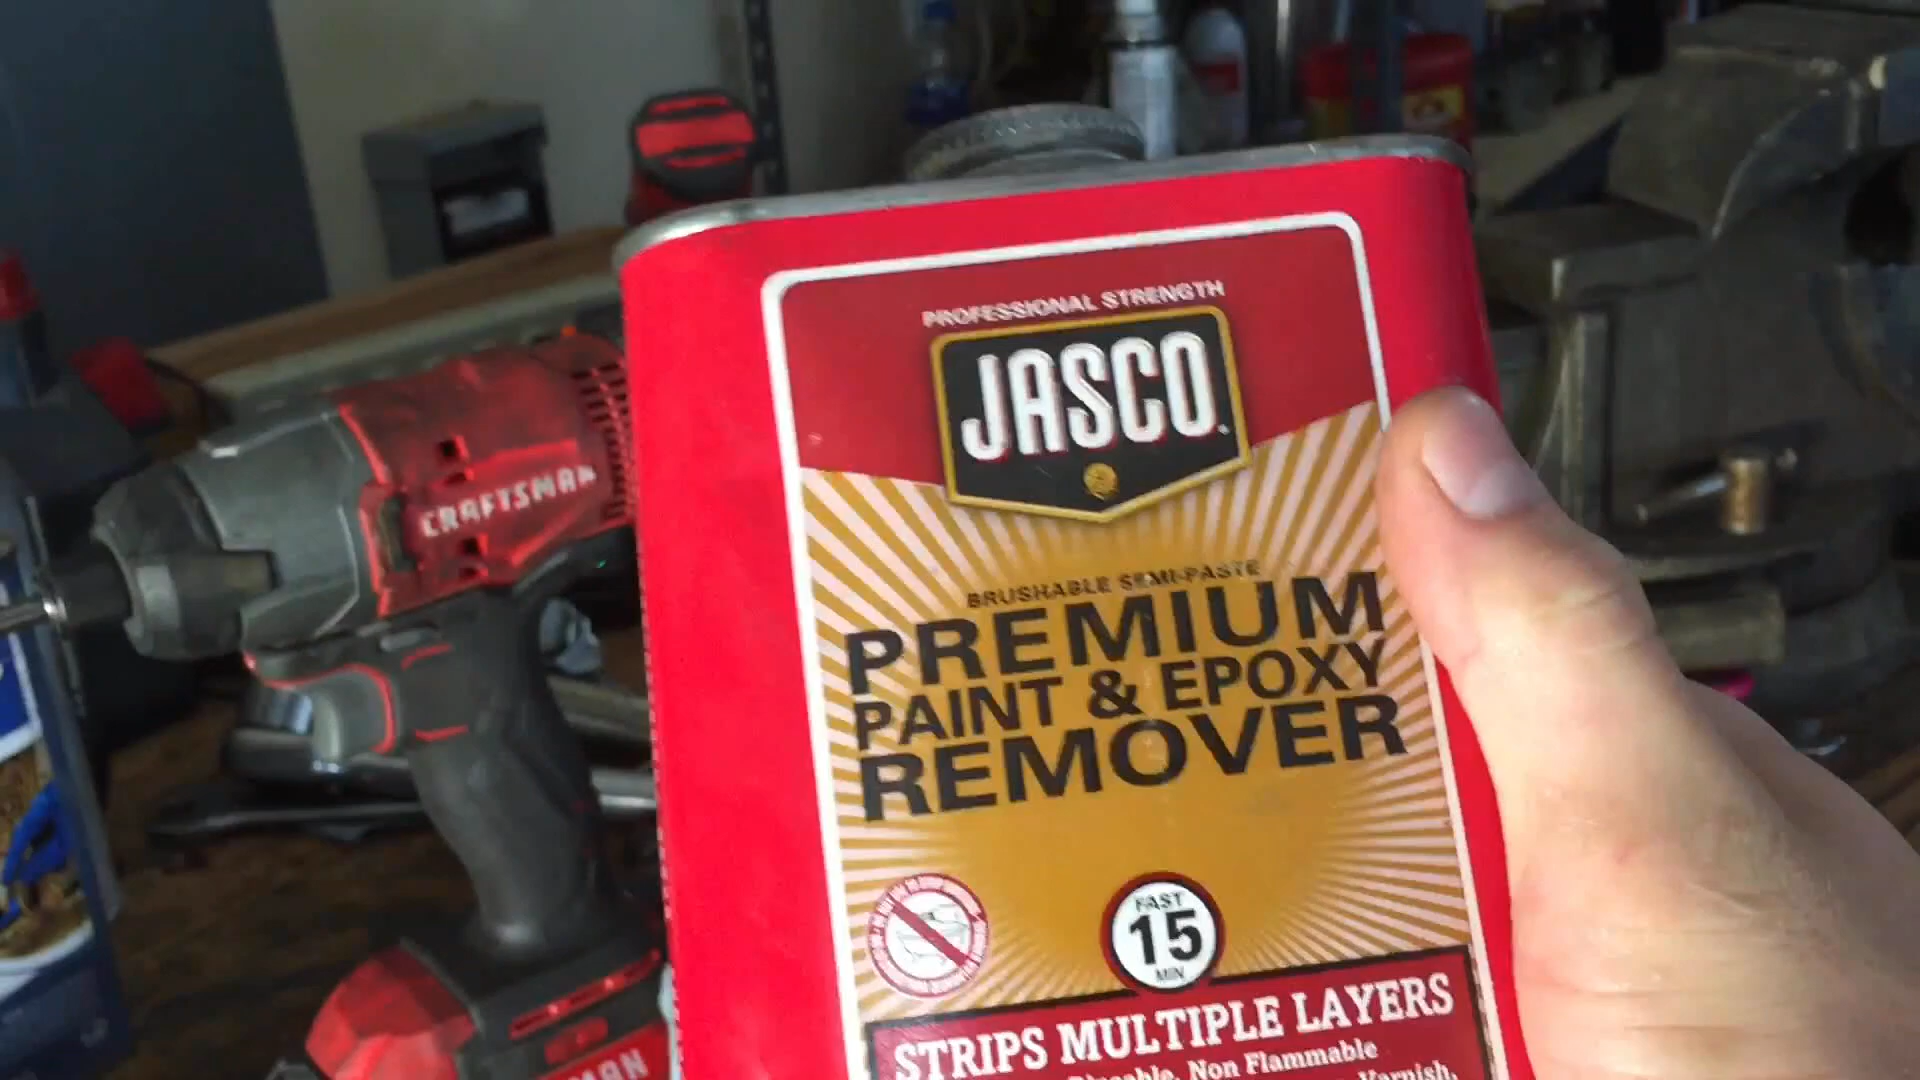 PROFESSIONAL STRENGTH
JASCO
BRUSHABLE SEMI-PASTE
PREMIUM
PAINT & EPOXY
REMOVER
FAST
15
MIN
STRIPS MULTIPLE LAYERS
Non Flammable
Varnish,
CRAFTSMAN